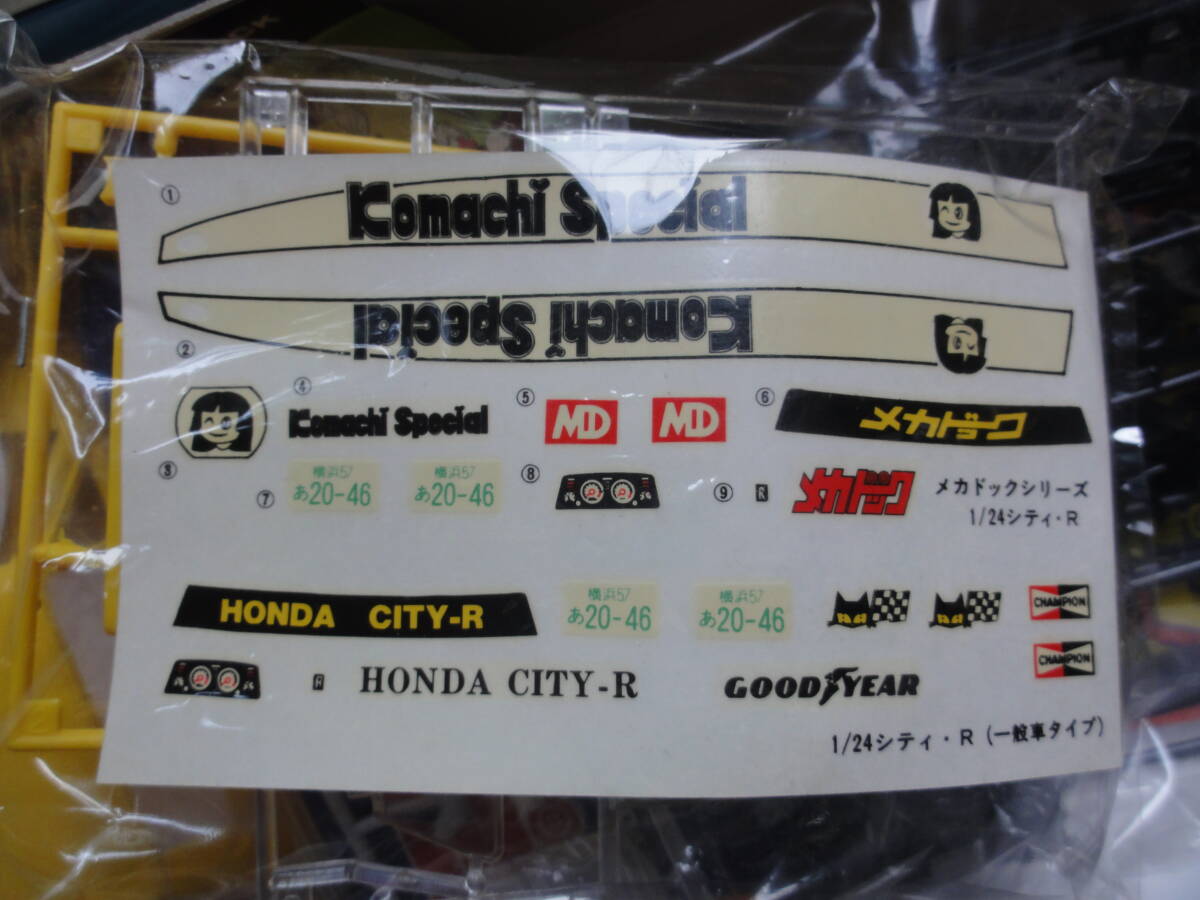 ① Komachi Special
② Komachi Special
③ ④ Komachi Special
⑤ MD MD
⑥ メカドック
⑦ 横浜57 横浜57
あ20-46 あ20-46
⑧ ⑨ R メカドック メカドックシリーズ
1/24シティ・R
HONDA CITY-R
横浜57 横浜57
あ20-46 あ20-46
CHAMPION
CHAMPION
R HONDA CITY-R GOODYEAR
1/24シティ・R (一般車タイプ)